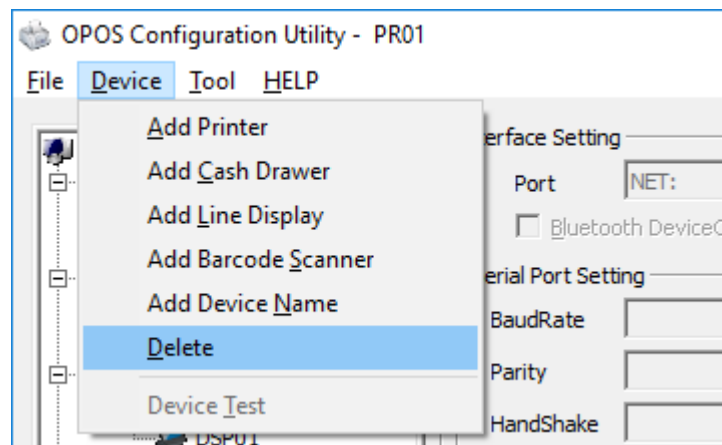 OPOS Configuration Utility - PR01
File Device Tool HELP
Add Printer
Add Cash Drawer
Add Line Display
Add Barcode Scanner
Add Device Name
Delete
Device Test
DSP01
erface Setting
Port NET:
Bluetooth Device
erial Port Setting
BaudRate
Parity
HandShake